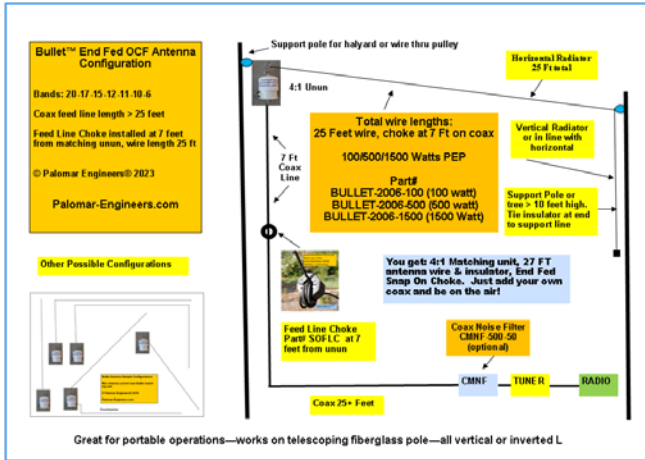 Bullet™ End Fed OCF Antenna
Configuration
Bands: 20-17-15-12-11-10-6
Coax feed line length > 25 feet
Feed Line Choke installed at 7 feet
from matching unun, wire length 25 ft
© Palomar Engineers® 2023
Palomar-Engineers.com
Other Possible Configurations
Support pole for halyard or wire thru pulley
4:1 Unun
Horizontal Radiator
25 Ft total
Total wire lengths:
25 Feet wire, choke at 7 Ft on coax
100/500/1500 Watts PEP
Part#
BULLET-2006-100 (100 watt)
BULLET-2006-500 (500 watt)
BULLET-2006-1500 (1500 Watt)
7 Ft
Coax
Line
Vertical Radiator
or in line with
horizontal
Support Pole or
tree > 10 feet high.
Tie insulator at end
to support line
You get: 4:1 Matching unit, 27 FT
antenna wire & insulator, End Fed
Snap On Choke. Just add your own
coax and be on the air!
Feed Line Choke
Part# SOFLC at 7
feet from unun
Coax Noise Filter
CMNF-500-50
(optional)
CMNF
TUNER
RADIO
Coax 25+ Feet
Great for portable operations—works on telescoping fiberglass pole—all vertical or inverted L